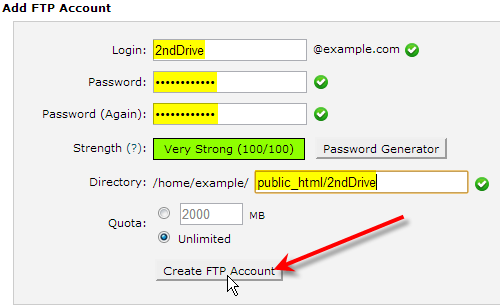 Add FTP Account
Login: 2ndDrive @example.com
Password: ••••••••••••
Password (Again): ••••••••••••
Strength (?): Very Strong (100/100) Password Generator
Directory: /home/example/ public_html/2ndDrive
Quota: 2000 MB
Unlimited
Create FTP Account